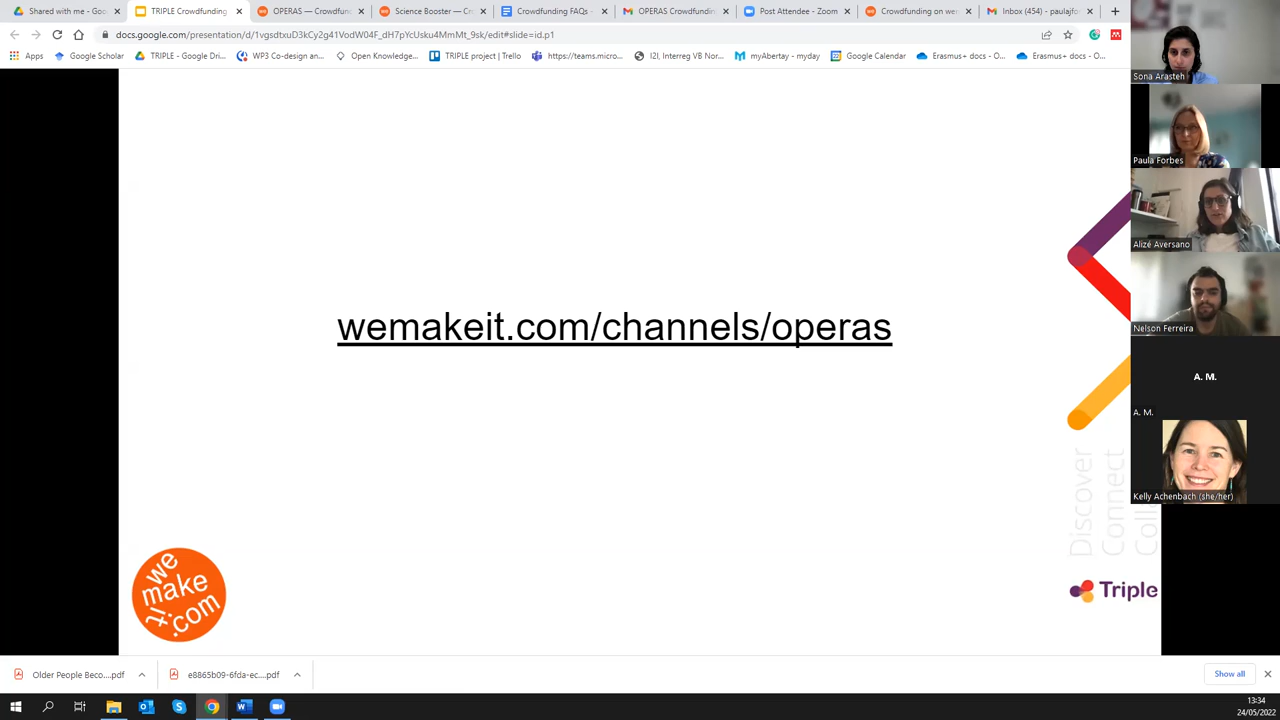 Shared with me - Goo
TRIPLE Crowdfunding
OPERAS — Crowdfun
Science Booster — Cr
Crowdfunding FAQs -
OPERAS Crowdfundin
Post Attendee - Zoom
Crowdfunding on we
Inbox (454) - paulajfo
docs.google.com/presentation/d/1vgsdtxuD3kCy2g41VodW04F_dH7pYcUsku4MmMt_9sk/edit#slide=id.p1
Apps
Google Scholar
TRIPLE - Google Dri...
WP3 Co-design an...
Open Knowledge...
TRIPLE project | Trello
https://teams.micro...
I2I, Interreg VB Nor...
myAbertay - myday
Google Calendar
Erasmus+ docs - O...
Erasmus+ docs - O...
Sona Arasteh
Paula Forbes
Alizé Aversano
Nelson Ferreira
A. M.
A. M.
Kelly Achenbach (she/her)
wemakeit.com/channels/operas
Discover
Connect
Colla
we
make
it
.com
Triple
Older People Beco....pdf
e8865b09-6fda-ec....pdf
Show all
13:34
24/05/2022